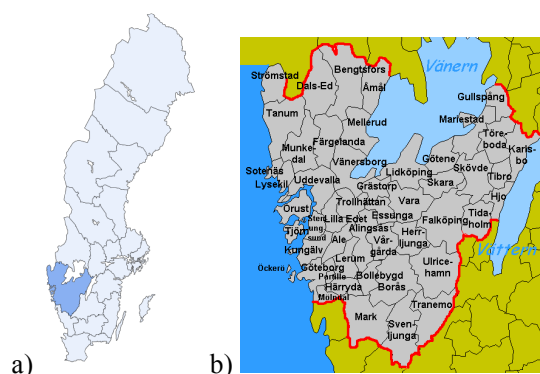 a)
b)
Strömstad
Bengtsfors
Dals-Ed
Åmål
Vänern
Gullspång
Tanum
Mellerud
Mariestad
Töre-
boda
Karls-
bo
Munke-
dal
Färgelanda
Vänersborg
Götene
Skövde
Tibro
Sotenäs
Lysekil
Uddevalla
Lidköping
Skara
Hjo
Grästorp
Orust
Trollhättan
Vara
Essunga
Falköping
Tida-
holm
Sten
ung
sund
Lilla Edet
Alingsås
Tjörn
Kungälv
Ale
Vår-
gårda
Herr-
ljunga
Vättern
Öckerö
Göteborg
Lerum
Ulrice-
hamn
Partille
Bollebygd
Härryda
Borås
Mölndal
Tranemo
Mark
Sven-
ljunga